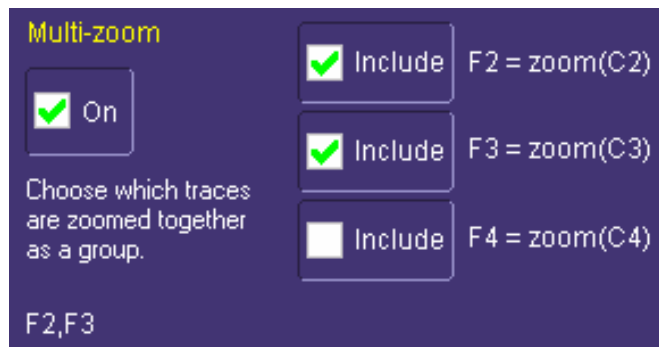 Multi-zoom
On
Choose which traces
are zoomed together
as a group.
F2,F3
Include F2 = zoom(C2)
Include F3 = zoom(C3)
Include F4 = zoom(C4)